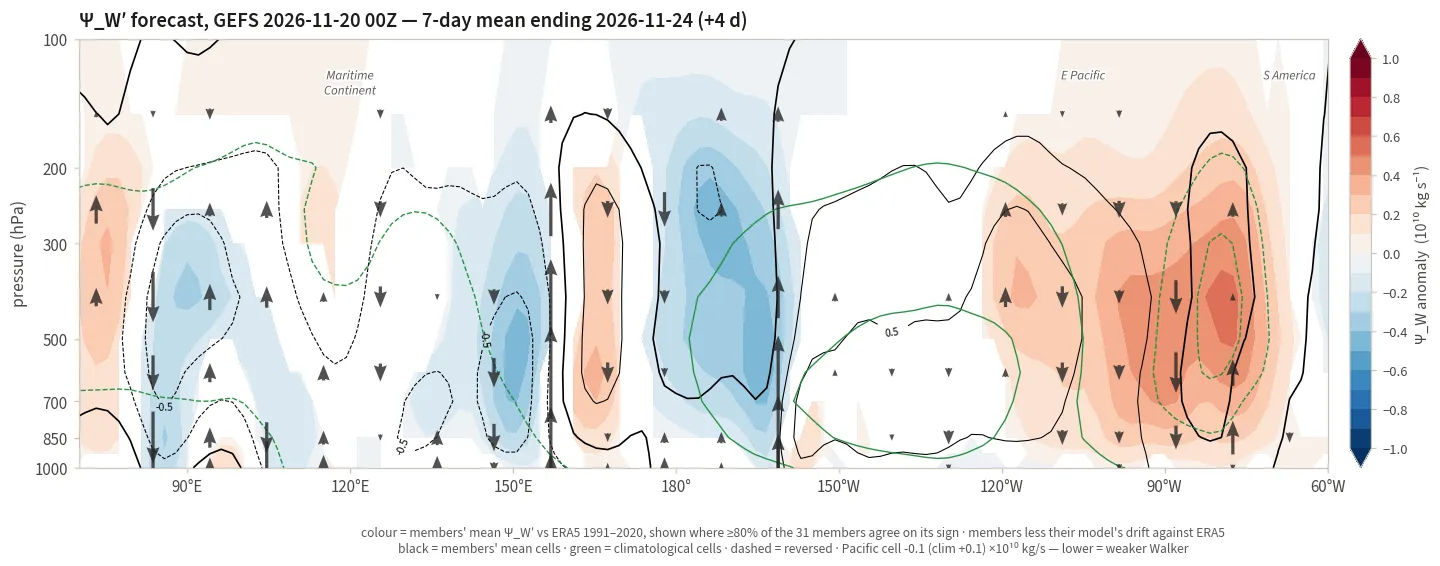 Ψ_W′ forecast, GEFS 2026-11-20 00Z — 7-day mean ending 2026-11-24 (+4 d)
100
200
300
400
500
700
850
1000
pressure (hPa)
Maritime
Continent
E Pacific
S America
-0.5
-0.5
-0.5
0.5
90°E
120°E
150°E
180°
150°W
120°W
90°W
60°W
1.0
0.8
0.6
0.4
0.2
0.0
−0.2
−0.4
−0.6
−0.8
−1.0
Ψ_W anomaly (10¹⁰ kg s⁻¹)
colour = members' mean Ψ_W′ vs ERA5 1991–2020, shown where ≥80% of the 31 members agree on its sign · members less their model's drift against ERA5
black = members' mean cells · green = climatological cells · dashed = reversed · Pacific cell -0.1 (clim +0.1) ×10¹⁰ kg/s — lower = weaker Walker